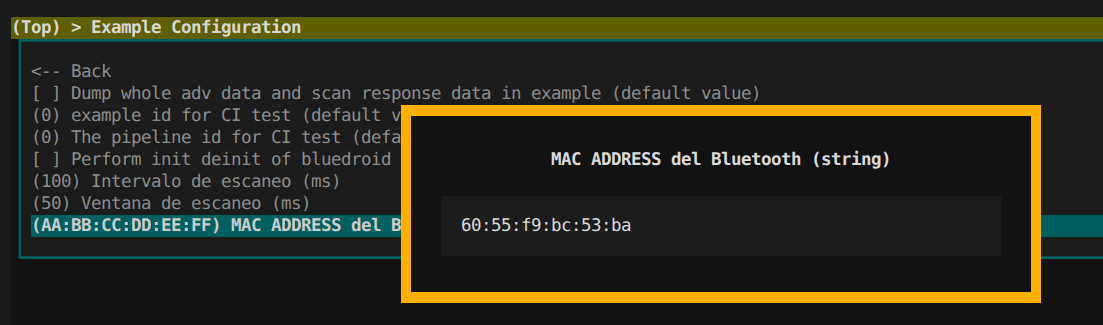 (Top) > Example Configuration
<-- Back
[ ] Dump whole adv data and scan response data in example (default value)
(0) example id for CI test (default v
(0) The pipeline id for CI test (defa
[ ] Perform init deinit of bluedroid
(100) Intervalo de escaneo (ms)
(50) Ventana de escaneo (ms)
(AA:BB:CC:DD:EE:FF) MAC ADDRESS del B
MAC ADDRESS del Bluetooth (string)
60:55:f9:bc:53:ba